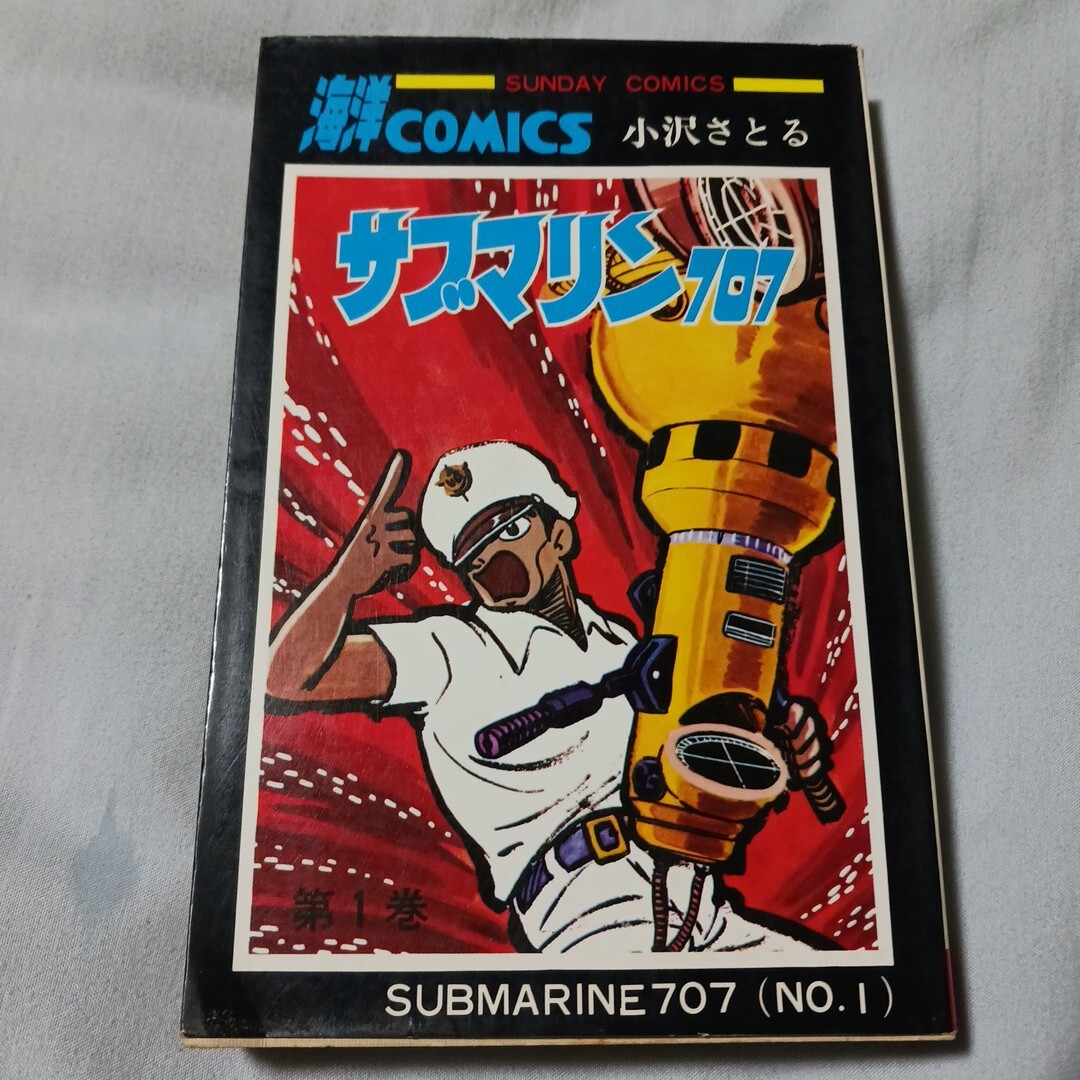 SUNDAY COMICS
海洋COMICS 小沢さとる
サブマリン707
第1巻
SUBMARINE707 (NO.1)